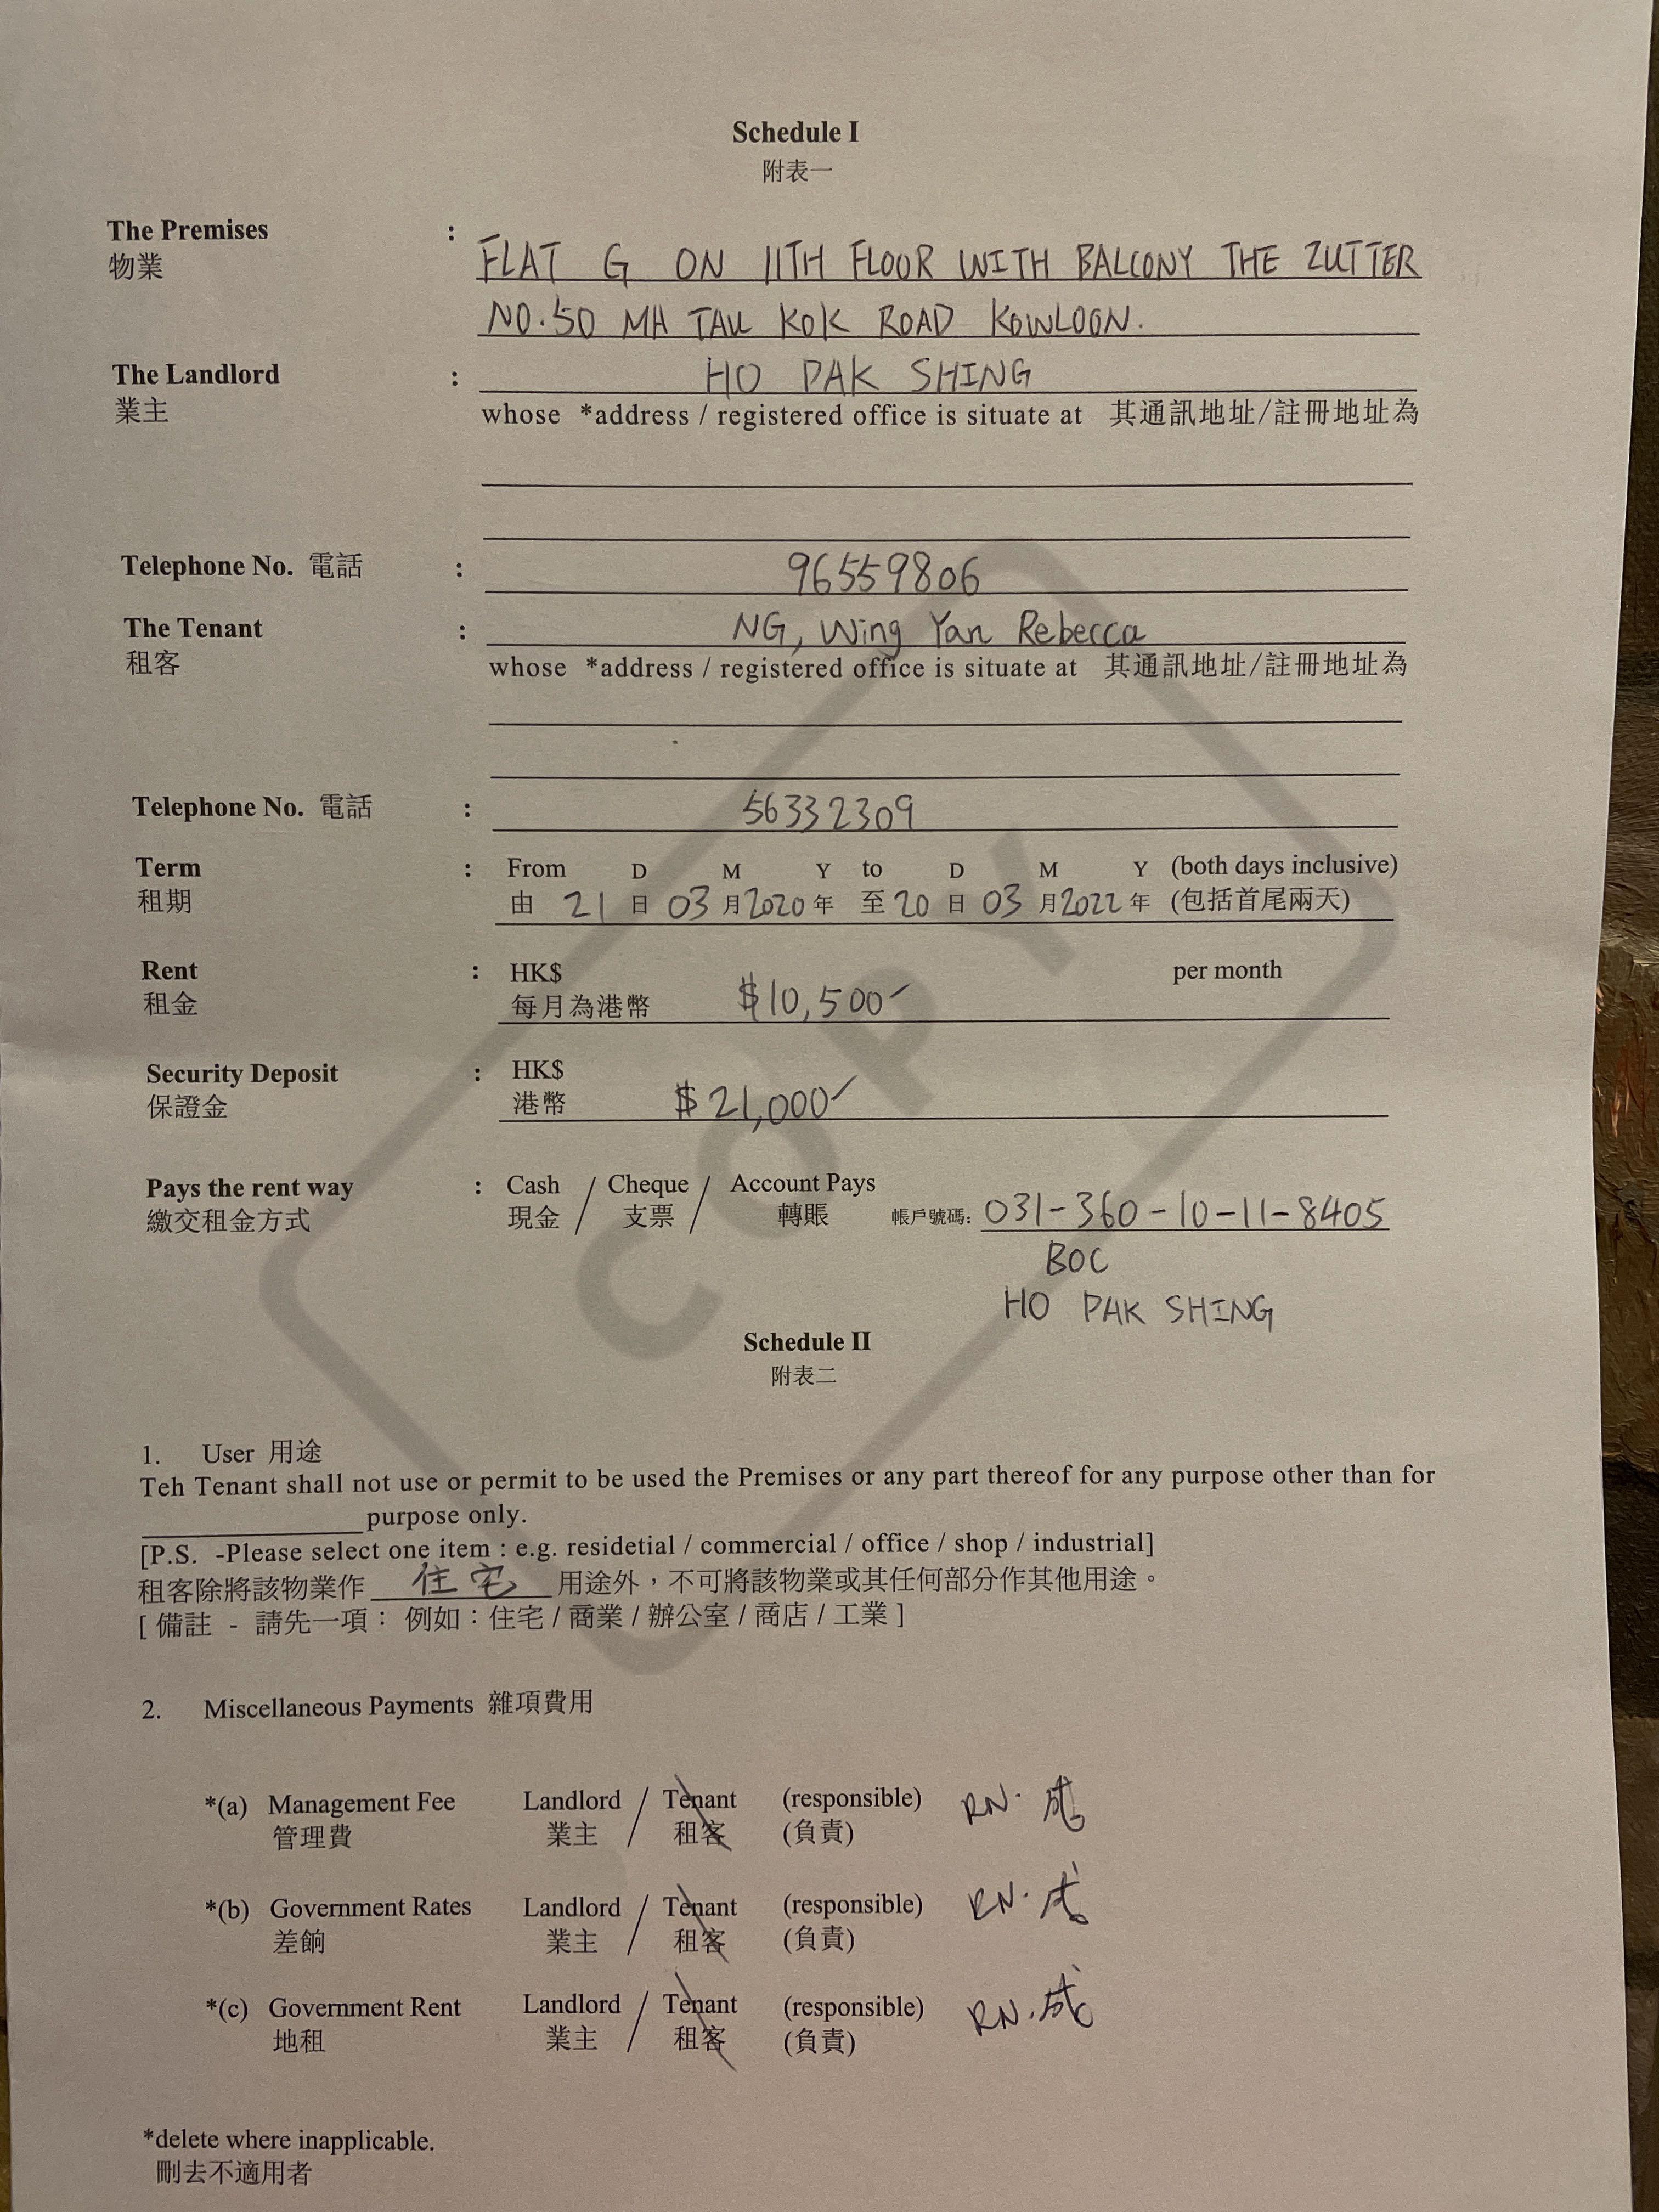 Schedule I
附表一
The Premises : FLAT G ON 11TH FLOOR WITH BALCONY THE ZUTTER
物業
NO.50 MA TAU KOK ROAD KOWLOON.
The Landlord : HO PAK SHING
業主 whose *address / registered office is situate at 其通訊地址/註冊地址為
Telephone No. 電話 : 96559806
The Tenant : NG, Wing Yan Rebecca
租客 whose *address / registered office is situate at 其通訊地址/註冊地址為
Telephone No. 電話 : 56332309
Term : From D M Y to D M Y (both days inclusive)
租期 由 21 日 03 月 2020 年 至 20 日 03 月 2022 年 (包括首尾兩天)
Rent : HK$ per month
租金 每月為港幣 $10,500
Security Deposit : HK$
保證金 港幣 $21,000
Pays the rent way : Cash / Cheque / Account Pays
繳交租金方式 現金 / 支票 / 轉賬 帳戶號碼: 031-360-10-11-8405
BOC
HO PAK SHING
COPY
Schedule II
附表二
1. User 用途
Teh Tenant shall not use or permit to be used the Premises or any part thereof for any purpose other than for
purpose only.
[P.S. -Please select one item : e.g. residetial / commercial / office / shop / industrial]
租客除將該物業作 住宅 用途外，不可將該物業或其任何部分作其他用途。
[ 備註 - 請先一項： 例如：住宅 / 商業 / 辦公室 / 商店 / 工業 ]
2. Miscellaneous Payments 雜項費用
*(a) Management Fee Landlord / Tenant (responsible) RN. 成
管理費 業主 / 租客 (負責)
*(b) Government Rates Landlord / Tenant (responsible) RN. 成
差餉 業主 / 租客 (負責)
*(c) Government Rent Landlord / Tenant (responsible) RN. 成
地租 業主 / 租客 (負責)
*delete where inapplicable.
刪去不適用者